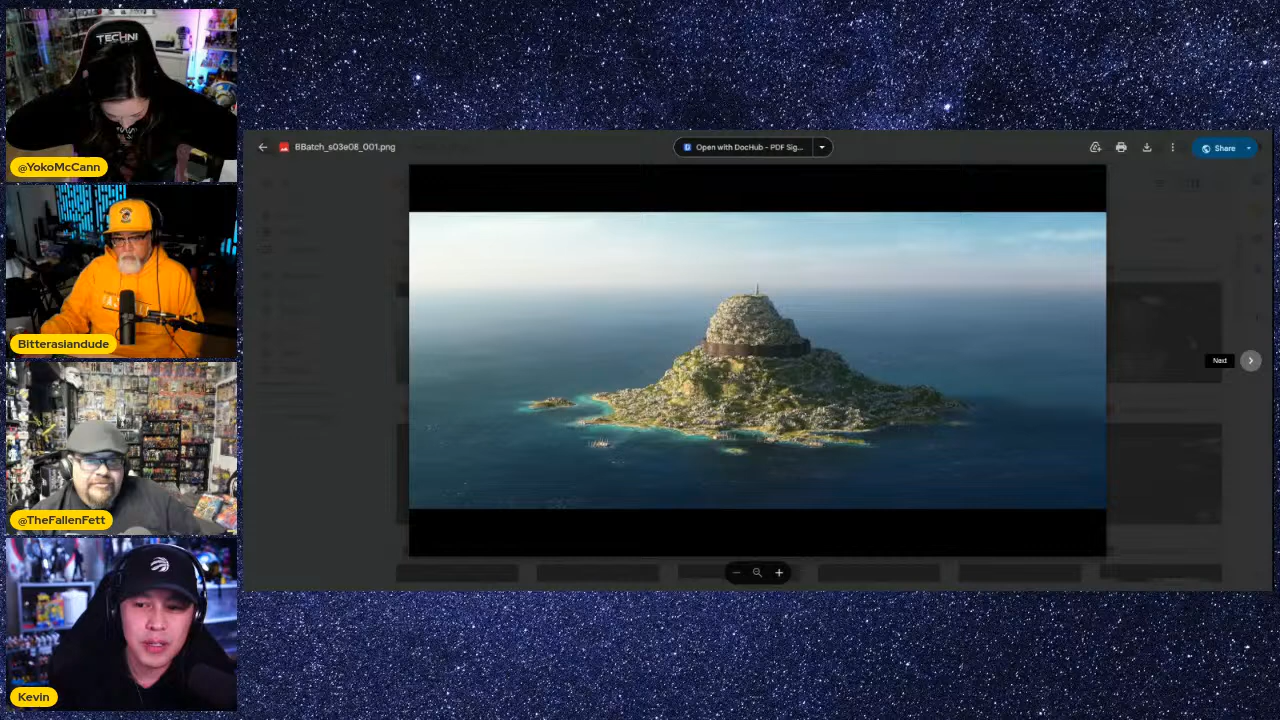 TECHNI
@YokoMcCann
Bitterasiandude
@TheFallenFett
Kevin
BBatch_s03e08_001.png
Open with DocHub - PDF Sig...
Share
Next